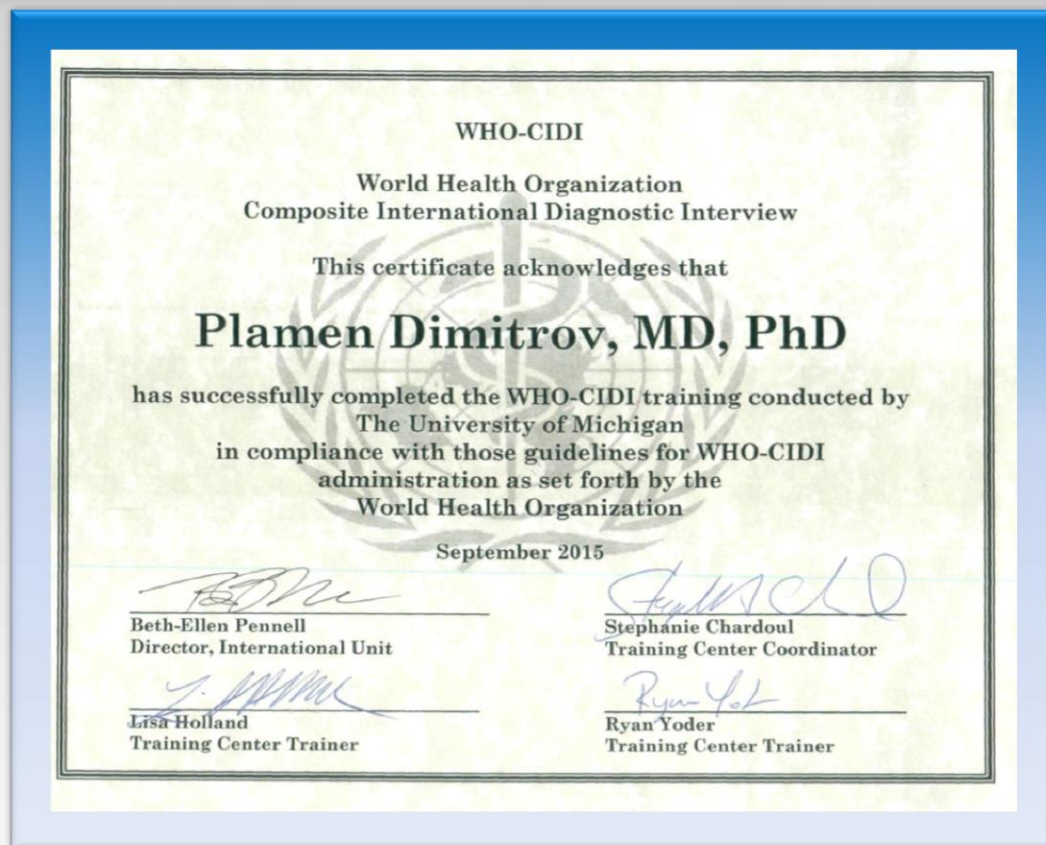 WHO-CIDI
World Health Organization
Composite International Diagnostic Interview
This certificate acknowledges that
Plamen Dimitrov, MD, PhD
has successfully completed the WHO-CIDI training conducted by
The University of Michigan
in compliance with those guidelines for WHO-CIDI
administration as set forth by the
World Health Organization
September 2015
Beth-Ellen Pennell
Director, International Unit
Stephanie Chardoul
Training Center Coordinator
Lisa Holland
Training Center Trainer
Ryan Yoder
Training Center Trainer